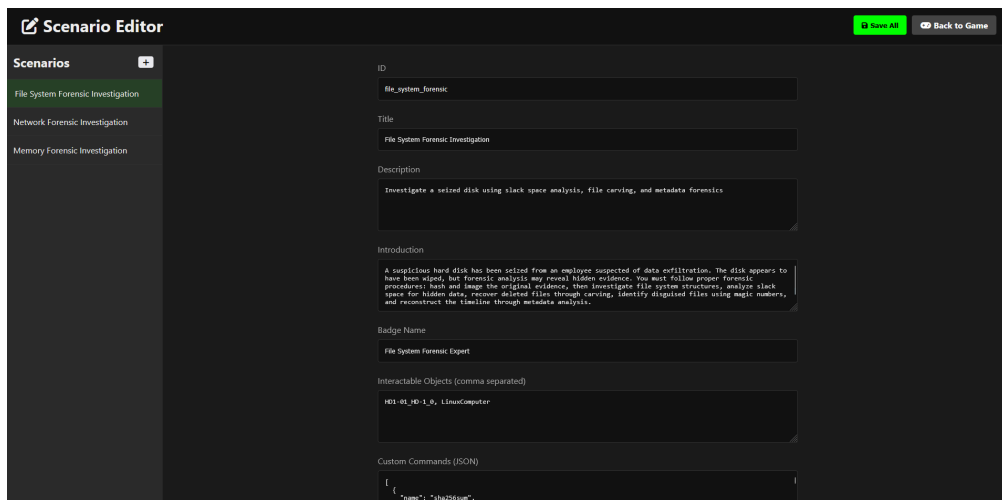 Scenario Editor
Save All
Back to Game
Scenarios
+
File System Forensic Investigation
Network Forensic Investigation
Memory Forensic Investigation
ID
file_system_forensic
Title
File System Forensic Investigation
Description
Investigate a seized disk using slack space analysis, file carving, and metadata forensics
Introduction
A suspicious hard disk has been seized from an employee suspected of data exfiltration. The disk appears to
have been wiped, but forensic analysis may reveal hidden evidence. You must follow proper forensic
procedures: hash and image the original evidence, then investigate file system structures, analyze slack
space for hidden data, recover deleted files through carving, identify disguised files using magic numbers,
and reconstruct the timeline through metadata analysis.
Badge Name
File System Forensic Expert
Interactable Objects (comma separated)
HD1-01_HD-1_0, LinuxComputer
Custom Commands (JSON)
[
{
"name": "sha256sum",